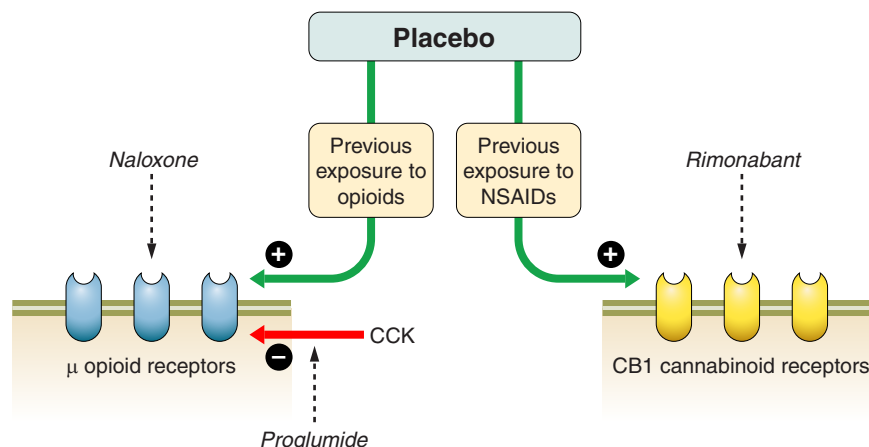 Placebo
Previous
exposure to
opioids
Previous
exposure to
NSAIDs
Naloxone
Rimonabant
+
+
CCK
−
μ opioid receptors
CB1 cannabinoid receptors
Proglumide